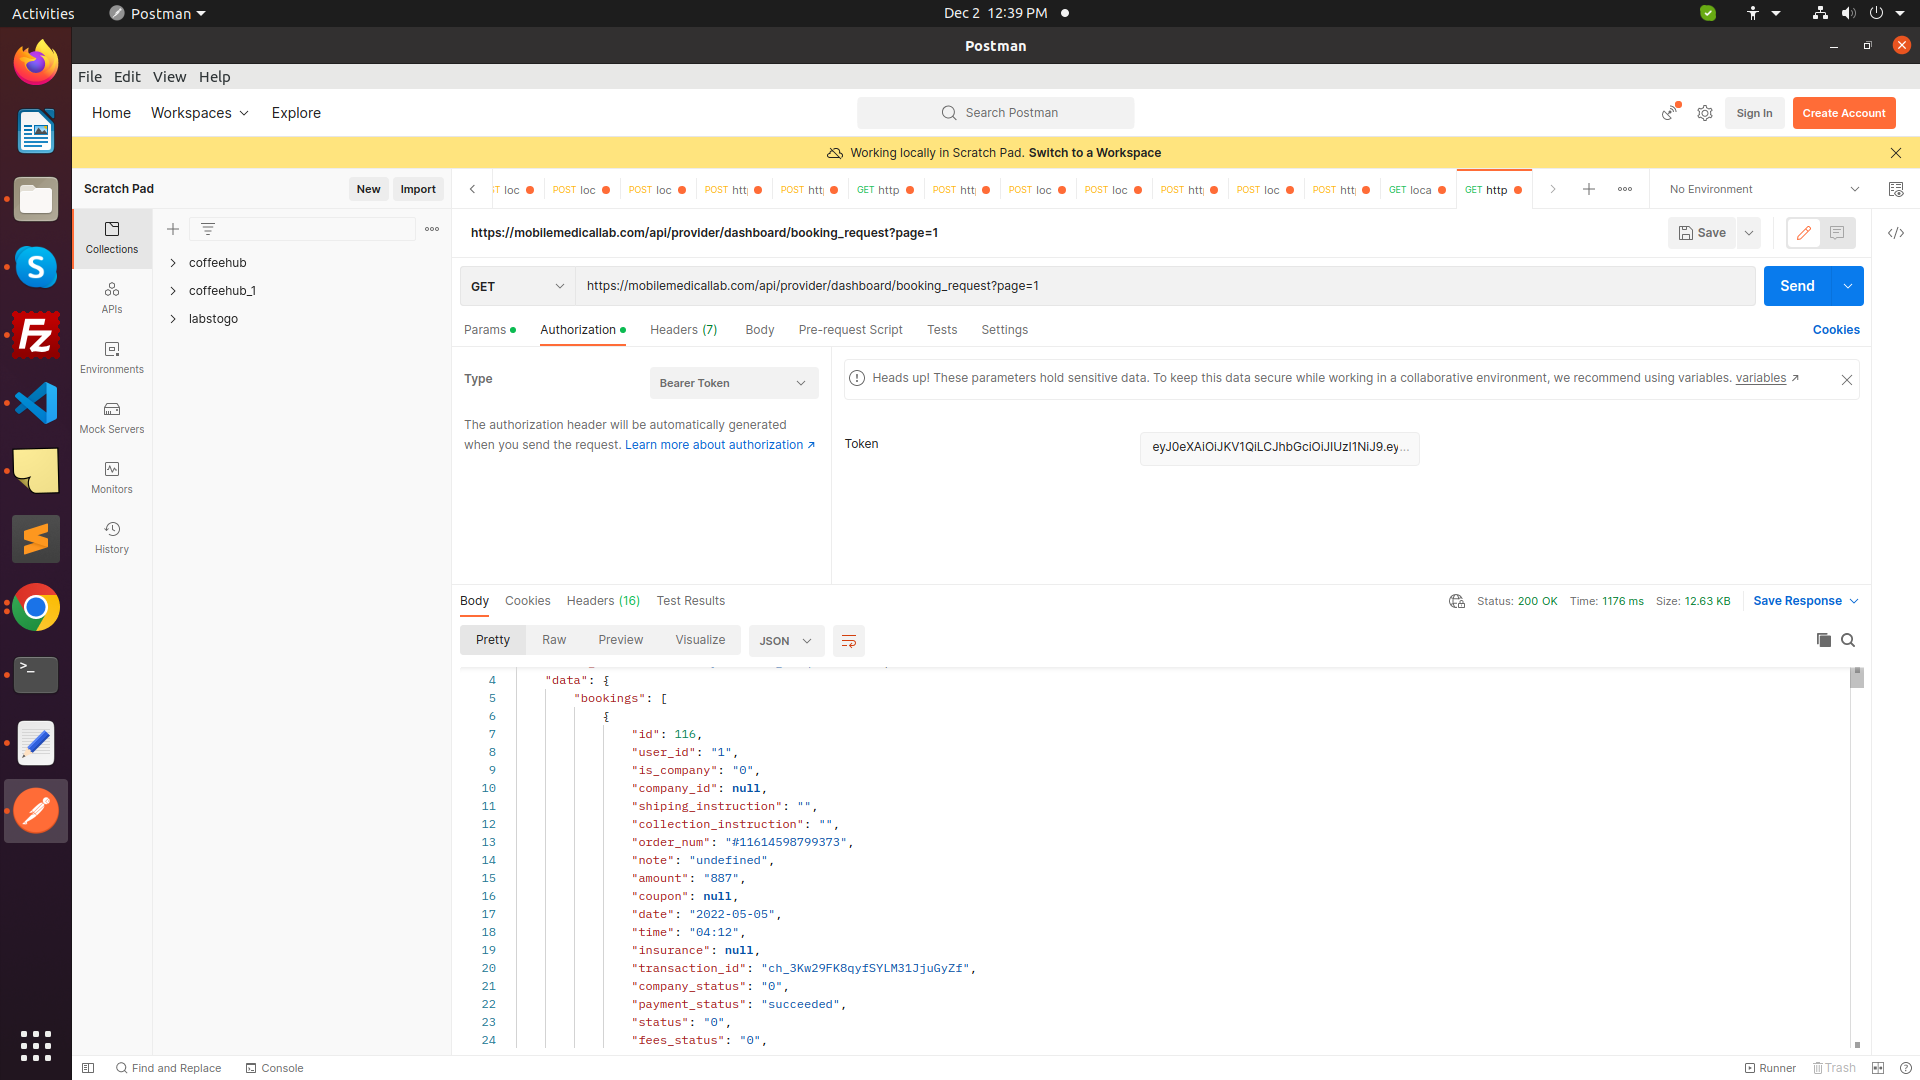 Activities
Postman
Dec 2 12:39 PM
Postman
File Edit View Help
Home Workspaces Explore
Search Postman
Sign In
Create Account
Working locally in Scratch Pad. Switch to a Workspace
Scratch Pad
New
Import
loc
POST loc
POST loc
POST htt
POST htt
GET http
POST htt
POST loc
POST loc
POST htt
POST loc
POST htt
GET loca
GET http
No Environment
Collections
APIs
Environments
Mock Servers
Monitors
History
coffeehub
coffeehub_1
labstogo
https://mobilemedicallab.com/api/provider/dashboard/booking_request?page=1
Save
GET
https://mobilemedicallab.com/api/provider/dashboard/booking_request?page=1
Send
Params Authorization Headers (7) Body Pre-request Script Tests Settings
Cookies
Type
Bearer Token
The authorization header will be automatically generated
when you send the request. Learn more about authorization ↗
Heads up! These parameters hold sensitive data. To keep this data secure while working in a collaborative environment, we recommend using variables. variables ↗
Token
eyJ0eXAiOiJKV1QiLCJhbGciOiJIUzI1NiJ9.ey...
Body Cookies Headers (16) Test Results
Status: 200 OK Time: 1176 ms Size: 12.63 KB
Save Response
Pretty Raw Preview Visualize
JSON
4 "data": {
5 "bookings": [
6 {
7 "id": 116,
8 "user_id": "1",
9 "is_company": "0",
10 "company_id": null,
11 "shiping_instruction": "",
12 "collection_instruction": "",
13 "order_num": "#11614598799373",
14 "note": "undefined",
15 "amount": "887",
16 "coupon": null,
17 "date": "2022-05-05",
18 "time": "04:12",
19 "insurance": null,
20 "transaction_id": "ch_3Kw29FK8qyfSYLM31JjuGyZf",
21 "company_status": "0",
22 "payment_status": "succeeded",
23 "status": "0",
24 "fees_status": "0",
Find and Replace
Console
Runner
Trash